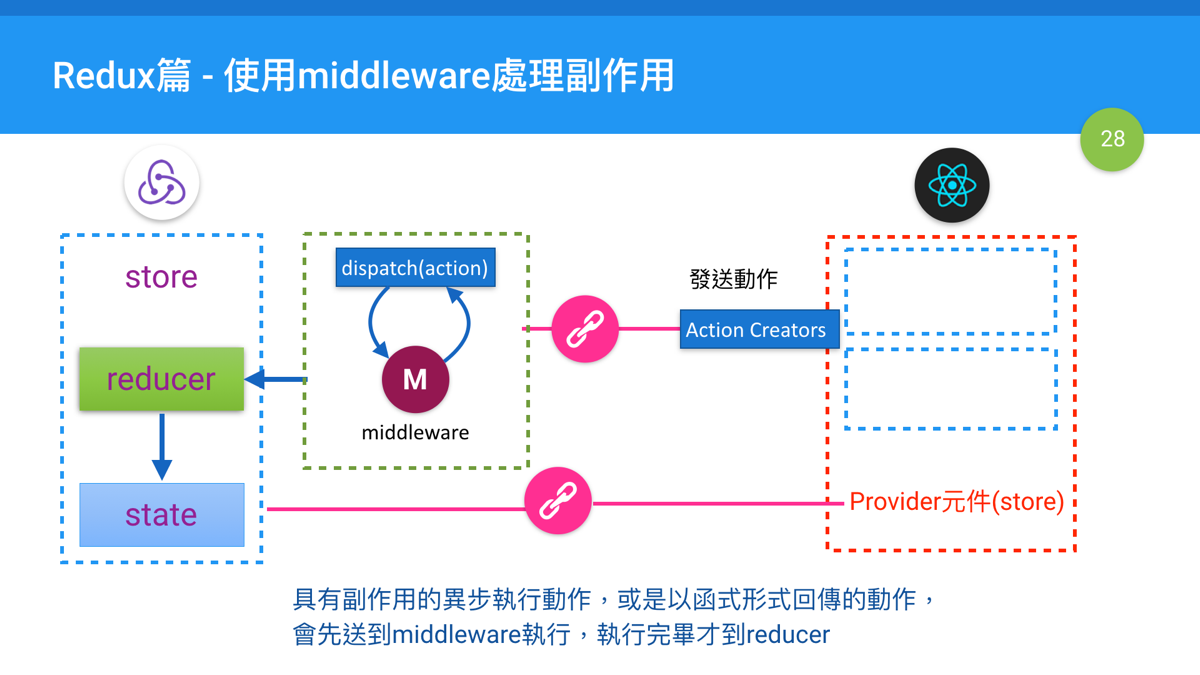 Redux篇 - 使用middleware處理副作用
28
store
dispatch(action)
發送動作
Action Creators
reducer
M
middleware
state
Provider元件(store)
具有副作用的異步執行動作，或是以函式形式回傳的動作，
會先送到middleware執行，執行完畢才到reducer